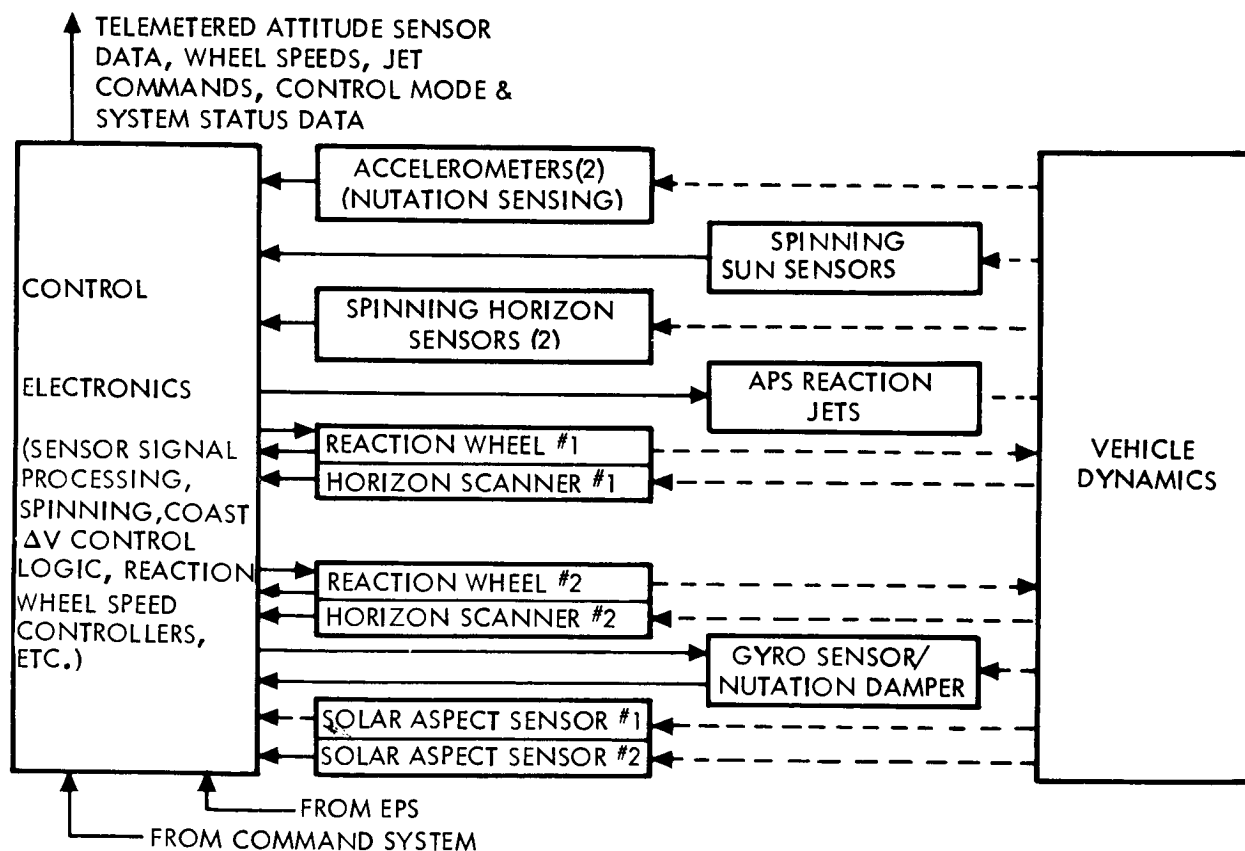 TELEMETERED ATTITUDE SENSOR
DATA, WHEEL SPEEDS, JET
COMMANDS, CONTROL MODE &
SYSTEM STATUS DATA
CONTROL
ELECTRONICS
(SENSOR SIGNAL
PROCESSING,
SPINNING,COAST
ΔV CONTROL
LOGIC, REACTION
WHEEL SPEED
CONTROLLERS,
ETC.)
ACCELEROMETERS(2)
(NUTATION SENSING)
SPINNING
SUN SENSORS
SPINNING HORIZON
SENSORS (2)
APS REACTION
JETS
REACTION WHEEL #1
HORIZON SCANNER #1
REACTION WHEEL #2
HORIZON SCANNER #2
GYRO SENSOR/
NUTATION DAMPER
SOLAR ASPECT SENSOR #1
SOLAR ASPECT SENSOR #2
VEHICLE
DYNAMICS
FROM EPS
FROM COMMAND SYSTEM